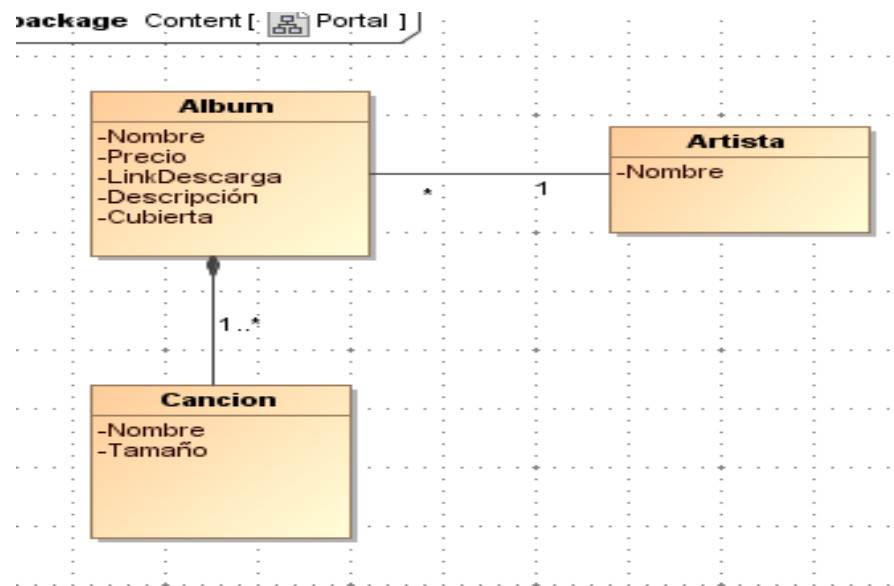 package Content [ Portal ]
Album
-Nombre
-Precio
-LinkDescarga
-Descripción
-Cubierta
Artista
-Nombre
* 1
1..*
Cancion
-Nombre
-Tamaño